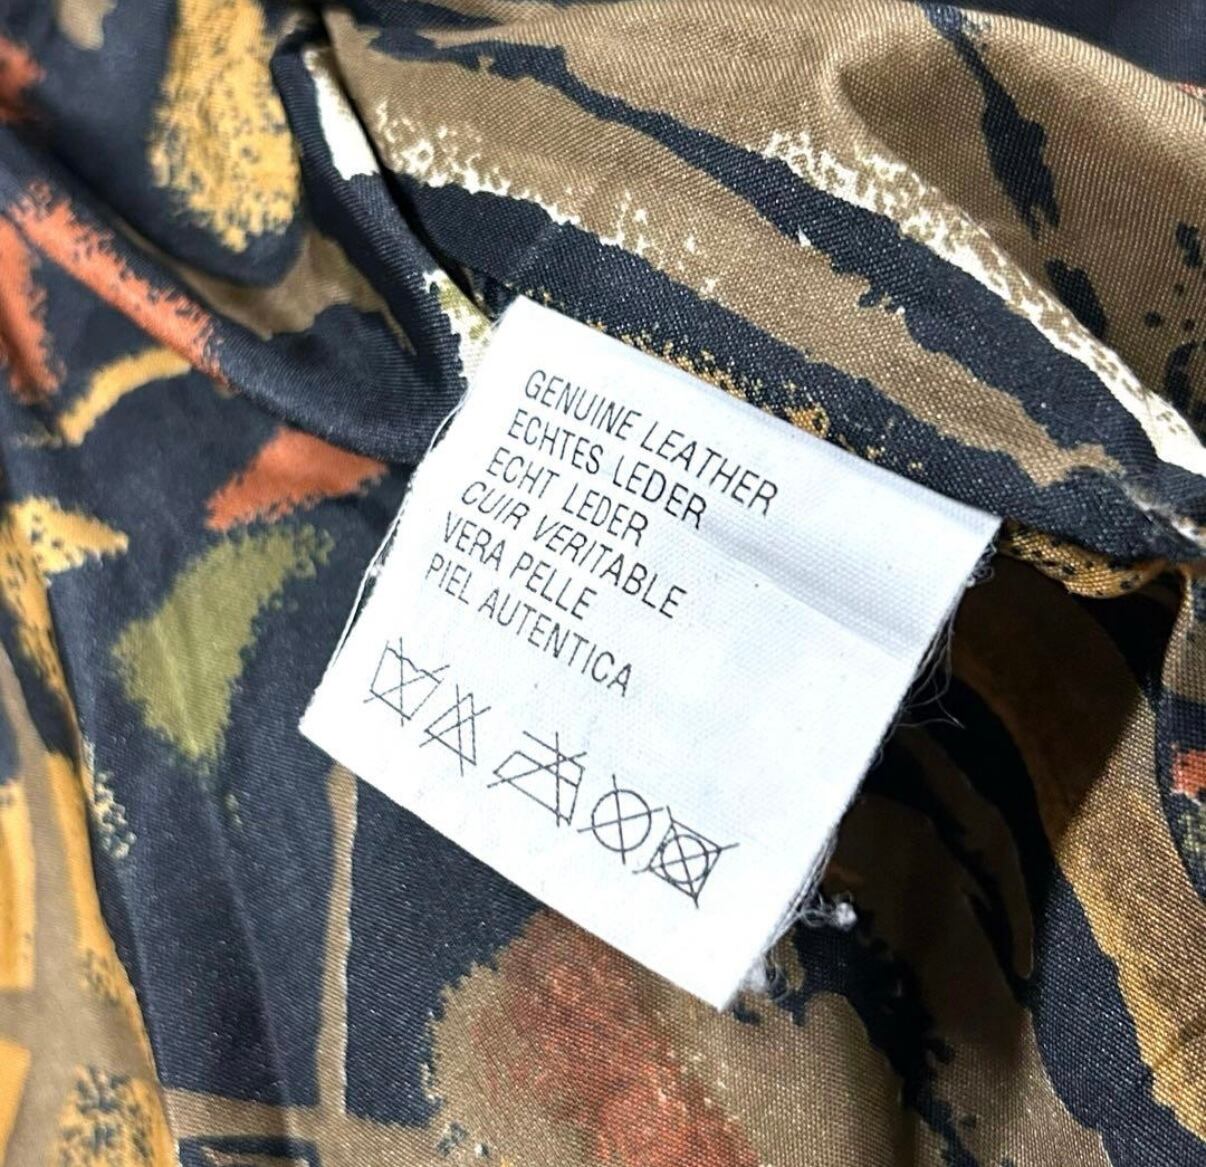 GENUINE LEATHER
ECHTES LEDER
ECHT LEDER
CUIR VERITABLE
VERA PELLE
PIEL AUTENTICA